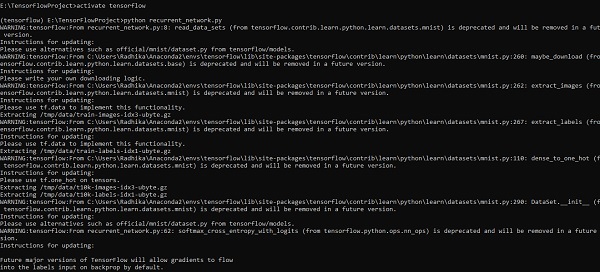 E:\TensorFlowProject>activate tensorflow
(tensorflow) E:\TensorFlowProject>python recurrent_network.py
WARNING:tensorflow:From recurrent_network.py:8: read_data_sets (from tensorflow.contrib.learn.python.learn.datasets.mnist) is deprecated and will be removed in a fut
 version.
Instructions for updating:
Please use alternatives such as official/mnist/dataset.py from tensorflow/models.
WARNING:tensorflow:From C:\Users\Radhika\Anaconda2\envs\tensorflow\lib\site-packages\tensorflow\contrib\learn\python\learn\datasets\mnist.py:260: maybe_download (fro
ensorflow.contrib.learn.python.learn.datasets.base) is deprecated and will be removed in a future version.
Instructions for updating:
Please write your own downloading logic.
WARNING:tensorflow:From C:\Users\Radhika\Anaconda2\envs\tensorflow\lib\site-packages\tensorflow\contrib\learn\python\learn\datasets\mnist.py:262: extract_images (fro
ensorflow.contrib.learn.python.learn.datasets.mnist) is deprecated and will be removed in a future version.
Instructions for updating:
Please use tf.data to implement this functionality.
Extracting /tmp/data/train-images-idx3-ubyte.gz
WARNING:tensorflow:From C:\Users\Radhika\Anaconda2\envs\tensorflow\lib\site-packages\tensorflow\contrib\learn\python\learn\datasets\mnist.py:267: extract_labels (fro
ensorflow.contrib.learn.python.learn.datasets.mnist) is deprecated and will be removed in a future version.
Instructions for updating:
Please use tf.data to implement this functionality.
Extracting /tmp/data/train-labels-idx1-ubyte.gz
WARNING:tensorflow:From C:\Users\Radhika\Anaconda2\envs\tensorflow\lib\site-packages\tensorflow\contrib\learn\python\learn\datasets\mnist.py:110: dense_to_one_hot (f
 tensorflow.contrib.learn.python.learn.datasets.mnist) is deprecated and will be removed in a future version.
Instructions for updating:
Please use tf.one_hot on tensors.
Extracting /tmp/data/t10k-images-idx3-ubyte.gz
Extracting /tmp/data/t10k-labels-idx1-ubyte.gz
WARNING:tensorflow:From C:\Users\Radhika\Anaconda2\envs\tensorflow\lib\site-packages\tensorflow\contrib\learn\python\learn\datasets\mnist.py:290: DataSet.__init__ (f
 tensorflow.contrib.learn.python.learn.datasets.mnist) is deprecated and will be removed in a future version.
Instructions for updating:
Please use alternatives such as official/mnist/dataset.py from tensorflow/models.
WARNING:tensorflow:From recurrent_network.py:62: softmax_cross_entropy_with_logits (from tensorflow.python.ops.nn_ops) is deprecated and will be removed in a future
sion.
Instructions for updating:
Future major versions of TensorFlow will allow gradients to flow
into the labels input on backprop by default.